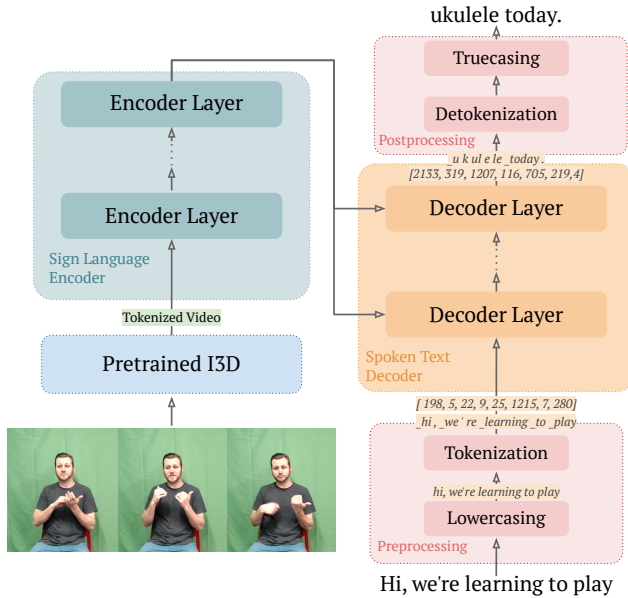 ukulele today.
Truecasing
Detokenization
Postprocessing
_u k ul e le _today .
[2133, 319, 1207, 116, 705, 219,4]
Encoder Layer
Encoder Layer
Sign Language
Encoder
Tokenized Video
Pretrained I3D
Decoder Layer
Decoder Layer
Spoken Text
Decoder
[ 198, 5, 22, 9, 25, 1215, 7, 280]
_hi , _we ' re _learning _to _play
Tokenization
hi, we're learning to play
Lowercasing
Preprocessing
Hi, we're learning to play